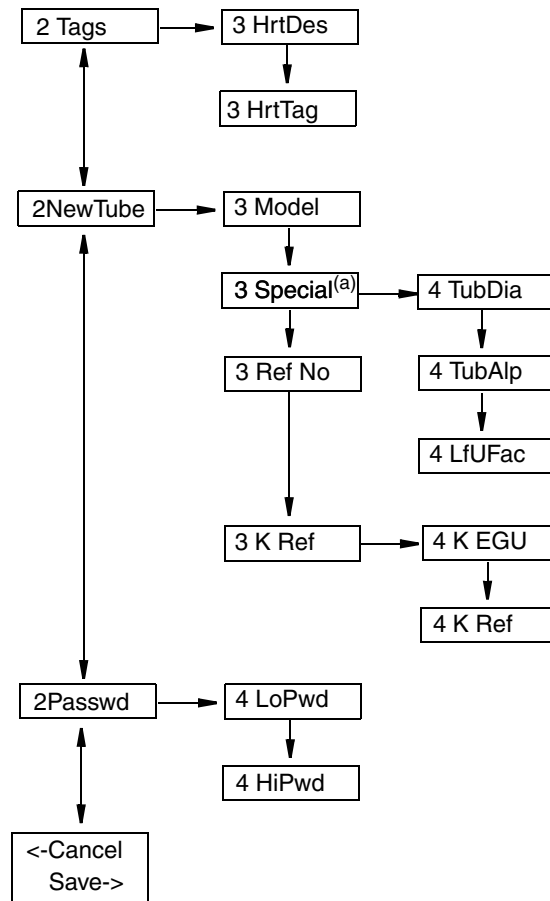 2 Tags
3 HrtDes
3 HrtTag
2NewTube
3 Model
3 Special(a)
4 TubDia
3 Ref No
4 TubAlp
4 LfUFac
3 K Ref
4 K EGU
4 K Ref
2Passwd
4 LoPwd
4 HiPwd
<-Cancel
Save->